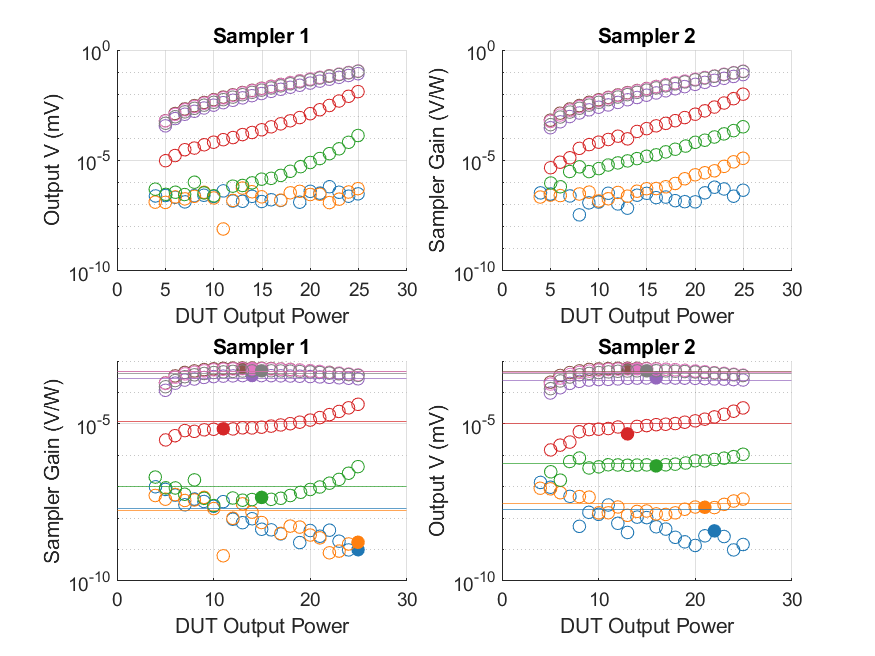 Sampler 1
Sampler 2
10^0
10^-5
10^-10
Output V (mV)
0 5 10 15 20 25 30
DUT Output Power
10^0
10^-5
10^-10
Sampler Gain (V/W)
0 5 10 15 20 25 30
DUT Output Power
Sampler 1
Sampler 2
10^-5
10^-10
Sampler Gain (V/W)
0 10 20 30
DUT Output Power
10^-5
10^-10
Output V (mV)
0 10 20 30
DUT Output Power